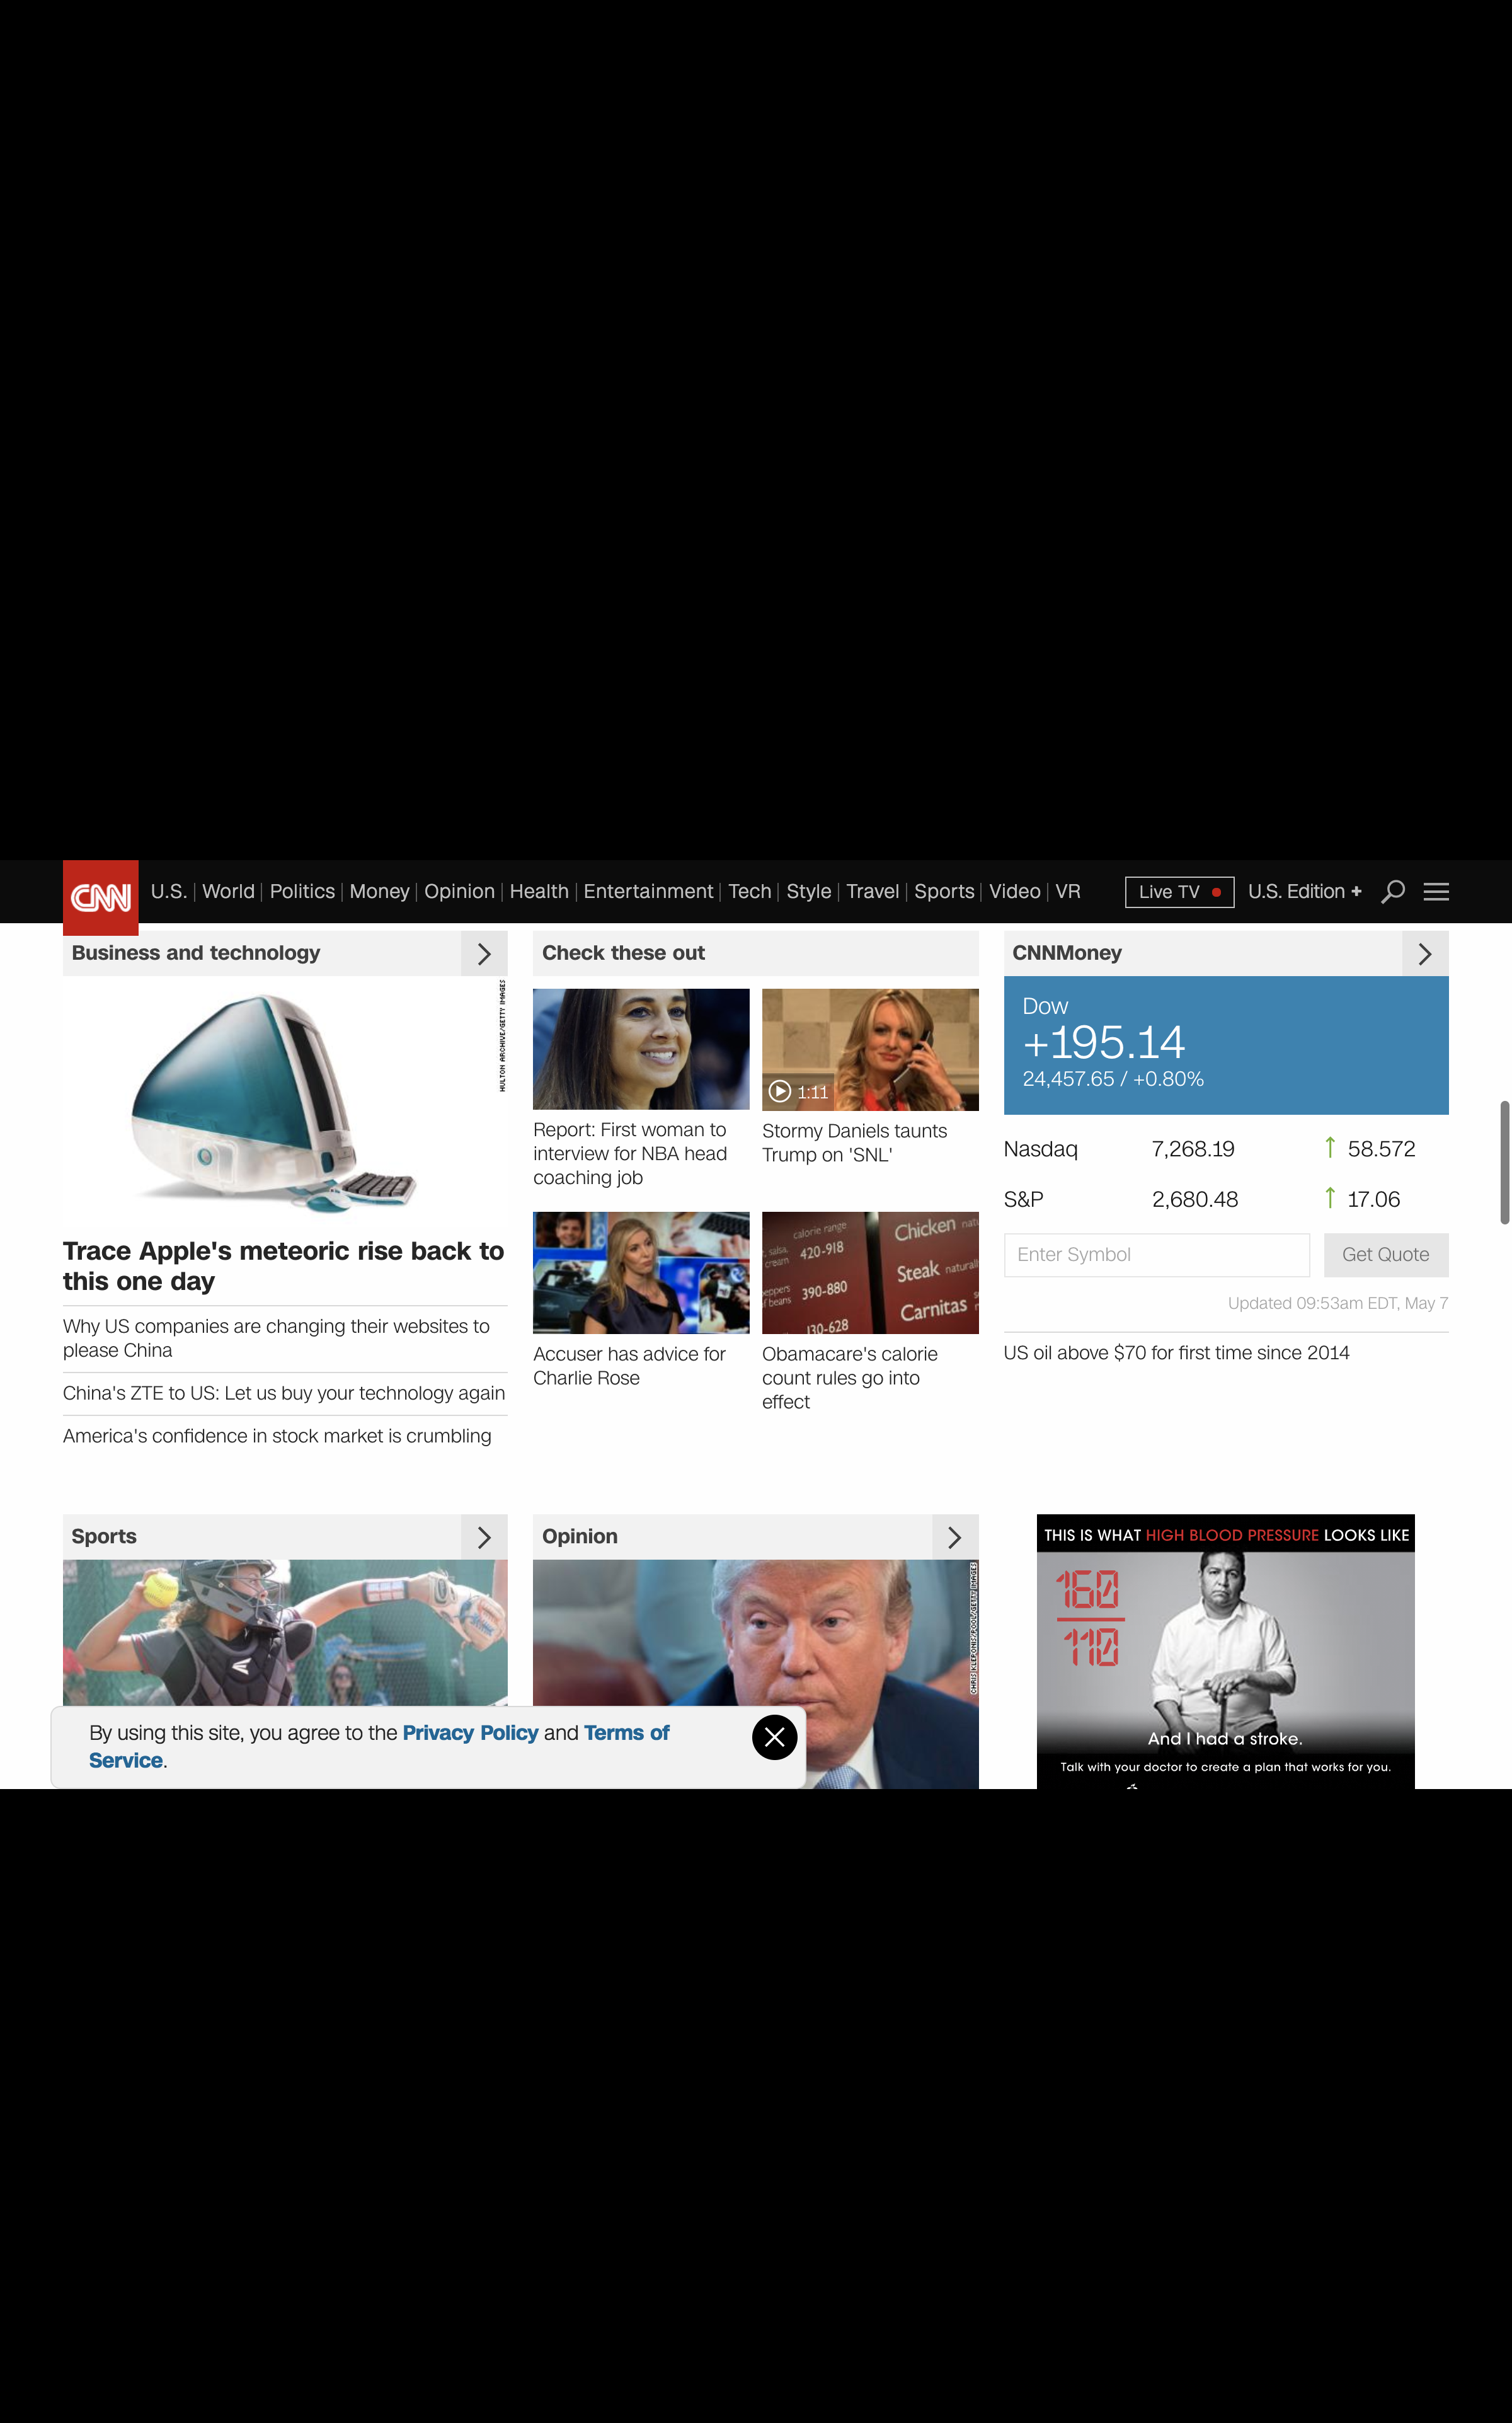 CNN
U.S.
World
Politics
Money
Opinion
Health
Entertainment
Tech
Style
Travel
Sports
Video
VR
Live TV
U.S. Edition +
Business and technology
HULTON ARCHIVE/GETTY IMAGES
Trace Apple's meteoric rise back to
this one day
Why US companies are changing their websites to
please China
China's ZTE to US: Let us buy your technology again
America's confidence in stock market is crumbling
Check these out
Report: First woman to
interview for NBA head
coaching job
1:11
Stormy Daniels taunts
Trump on 'SNL'
Accuser has advice for
Charlie Rose
calorie range
salsa,
cream
420-918
390-880
of beans
130-628
Chicken
Steak
Carnitas
Obamacare's calorie
count rules go into
effect
CNNMoney
Dow
+195.14
24,457.65 / +0.80%
Nasdaq 7,268.19 ↑ 58.572
S&P 2,680.48 ↑ 17.06
Enter Symbol
Get Quote
Updated 09:53am EDT, May 7
US oil above $70 for first time since 2014
Sports
Opinion
CHRIS KLEPONIS/POOL/GETTY IMAGES
THIS IS WHAT HIGH BLOOD PRESSURE LOOKS LIKE
160
110
And I had a stroke.
Talk with your doctor to create a plan that works for you.
By using this site, you agree to the Privacy Policy and Terms of
Service.